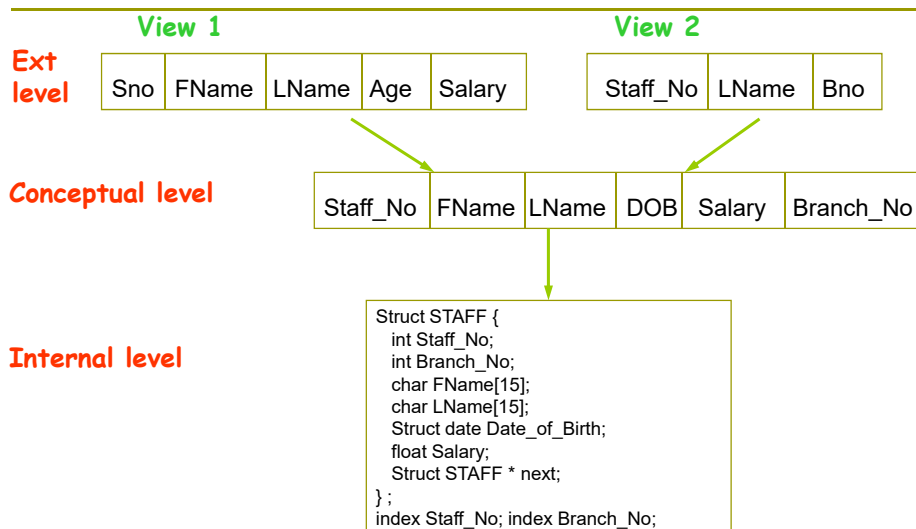 View 1 View 2
Ext
level
Sno FName LName Age Salary Staff_No LName Bno
Conceptual level
Staff_No FName LName DOB Salary Branch_No
Internal level
Struct STAFF {
int Staff_No;
int Branch_No;
char FName[15];
char LName[15];
Struct date Date_of_Birth;
float Salary;
Struct STAFF * next;
} ;
index Staff_No; index Branch_No;